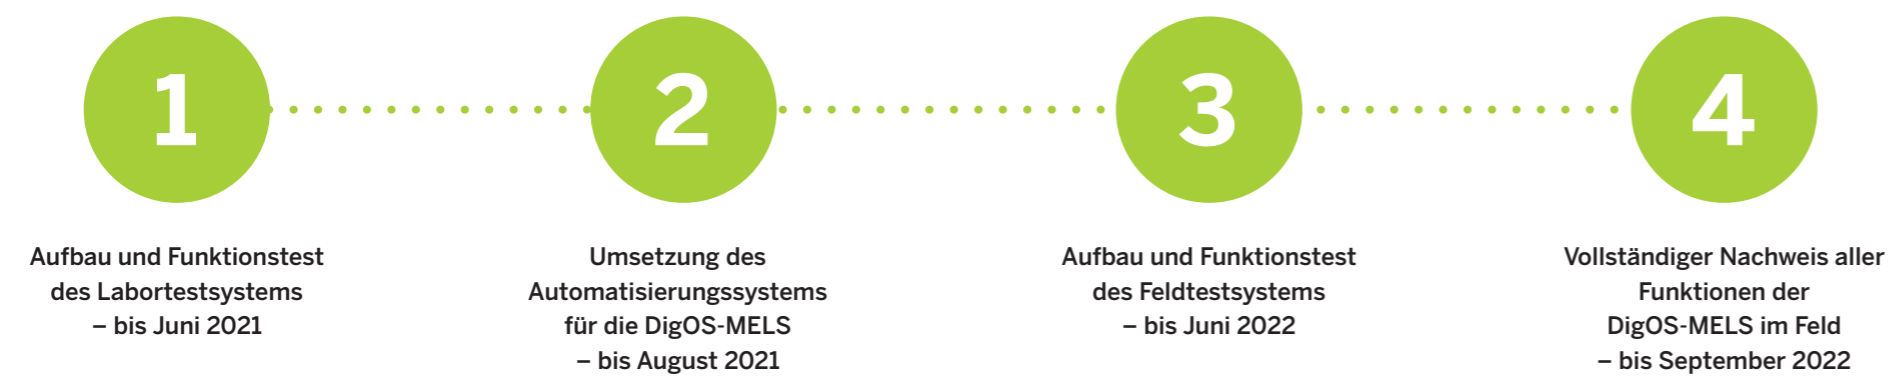 1
Aufbau und Funktionstest
des Labortestsystems
– bis Juni 2021
2
Umsetzung des
Automatisierungssystems
für die DigOS-MELS
– bis August 2021
3
Aufbau und Funktionstest
des Feldtestsystems
– bis Juni 2022
4
Vollständiger Nachweis aller
Funktionen der
DigOS-MELS im Feld
– bis September 2022